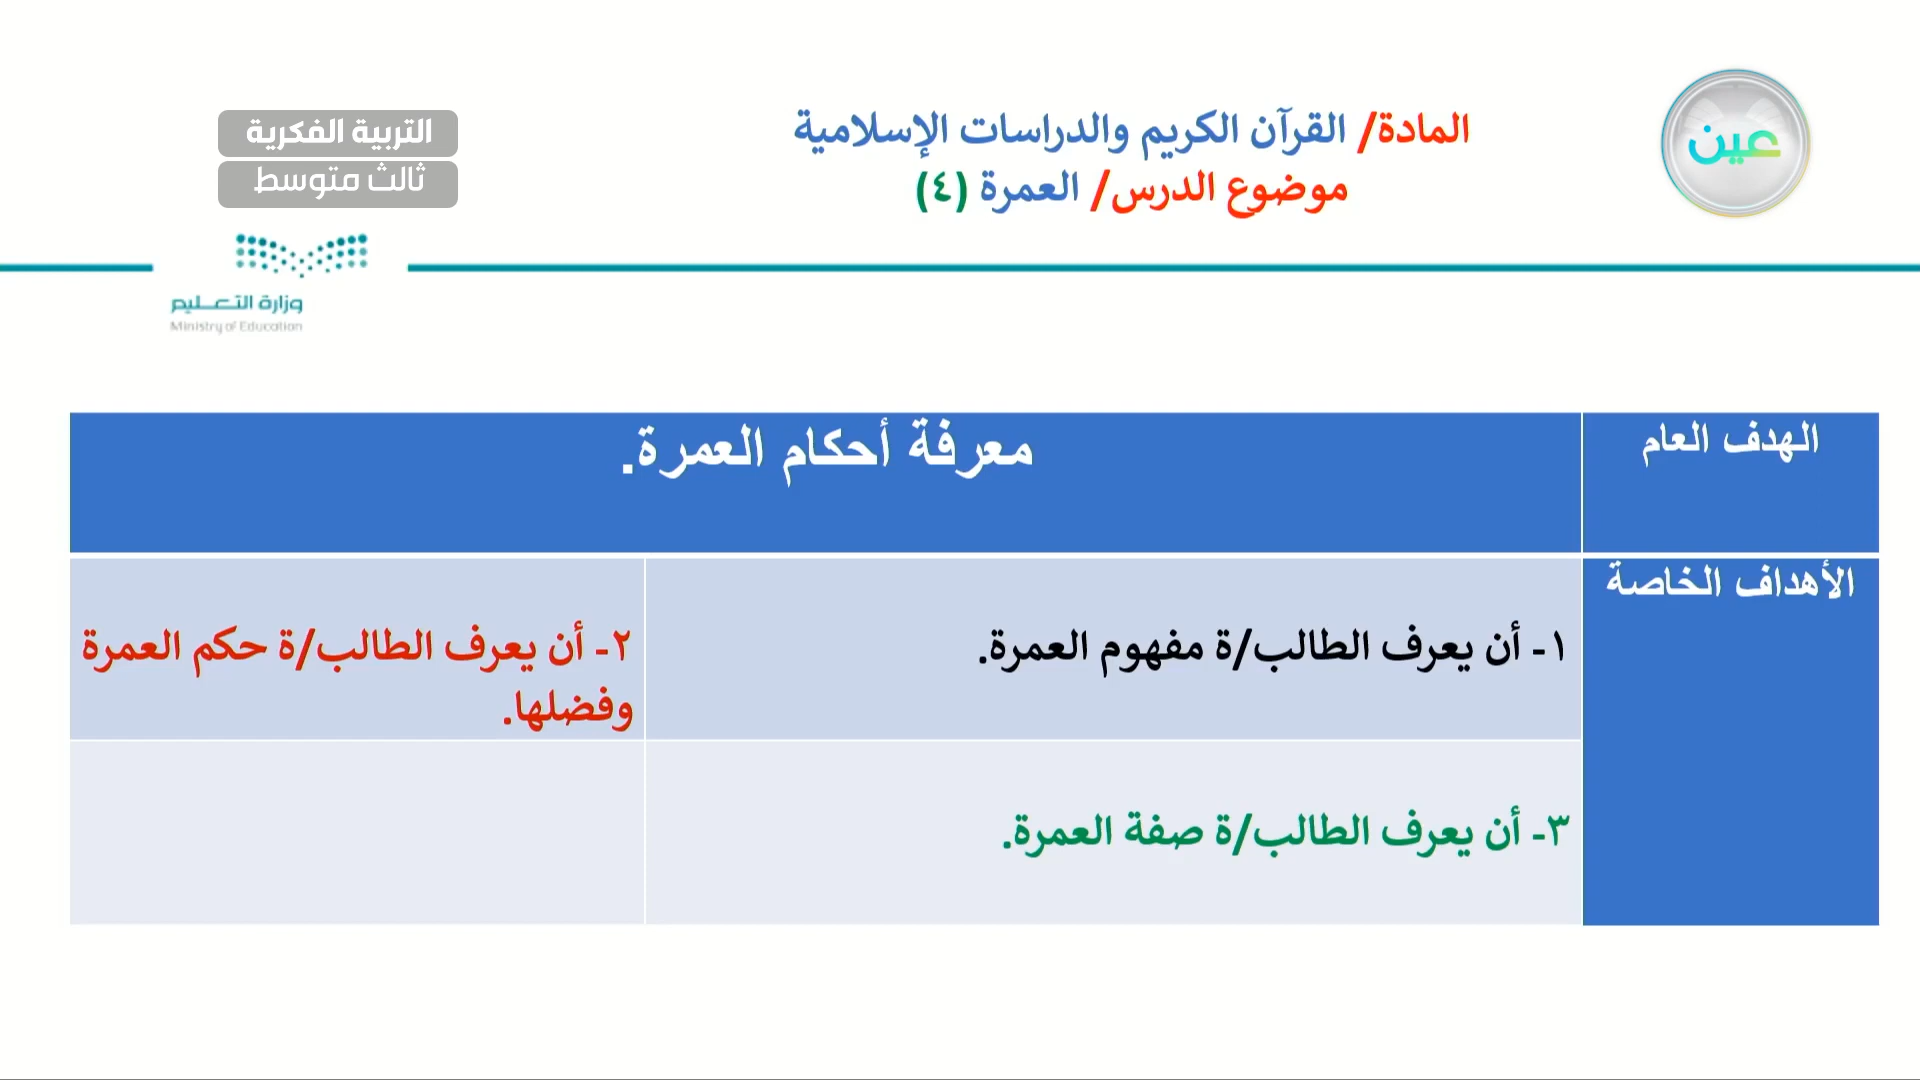 عين
المادة/ القرآن الكريم والدراسات الإسلامية
موضوع الدرس/ العمرة (٤)
التربية الفكرية
ثالث متوسط
وزارة التعليم
Ministry of Education
الهدف العام
معرفة أحكام العمرة.
الأهداف الخاصة
١- أن يعرف الطالب/ة مفهوم العمرة.
٢- أن يعرف الطالب/ة حكم العمرة
وفضلها.
٣- أن يعرف الطالب/ة صفة العمرة.